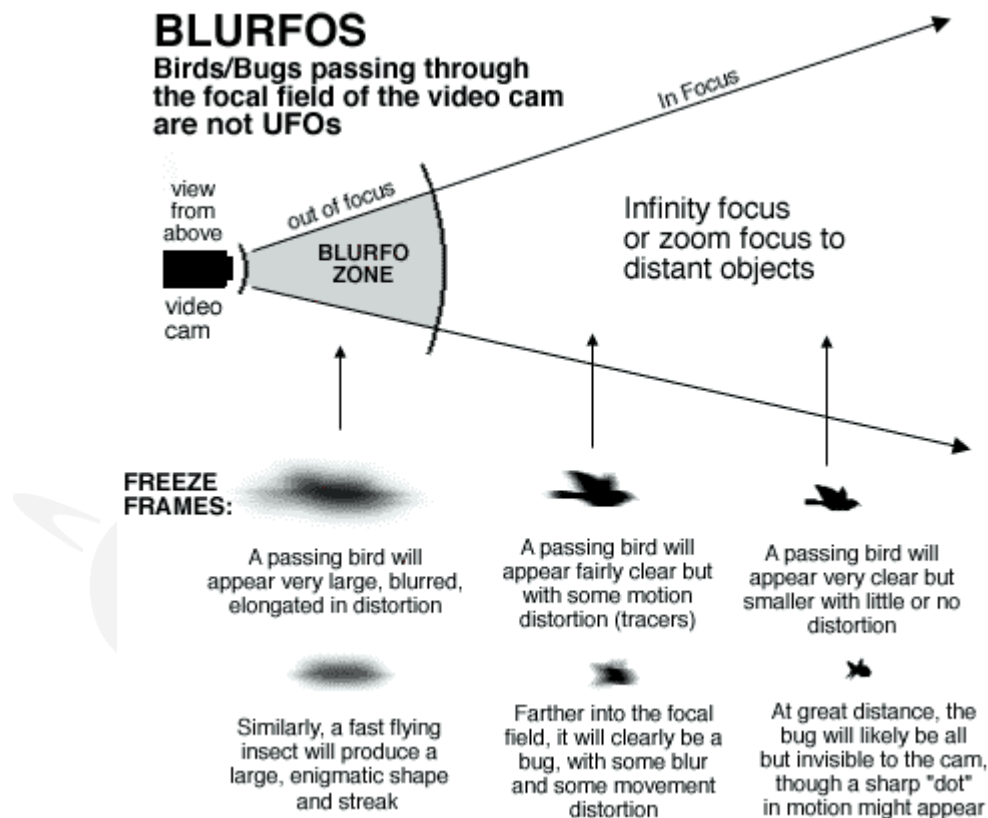 BLURFOS
Birds/Bugs passing through
the focal field of the video cam
are not UFOs
In Focus
view
from
above
out of focus
BLURFO
ZONE
Infinity focus
or zoom focus to
distant objects
video
cam
FREEZE
FRAMES:
A passing bird will
appear very large, blurred,
elongated in distortion
A passing bird will
appear fairly clear but
with some motion
distortion (tracers)
A passing bird will
appear very clear but
smaller with little or no
distortion
Similarly, a fast flying
insect will produce a
large, enigmatic shape
and streak
Farther into the focal
field, it will clearly be a
bug, with some blur
and some movement
distortion
At great distance, the
bug will likely be all
but invisible to the cam,
though a sharp "dot"
in motion might appear